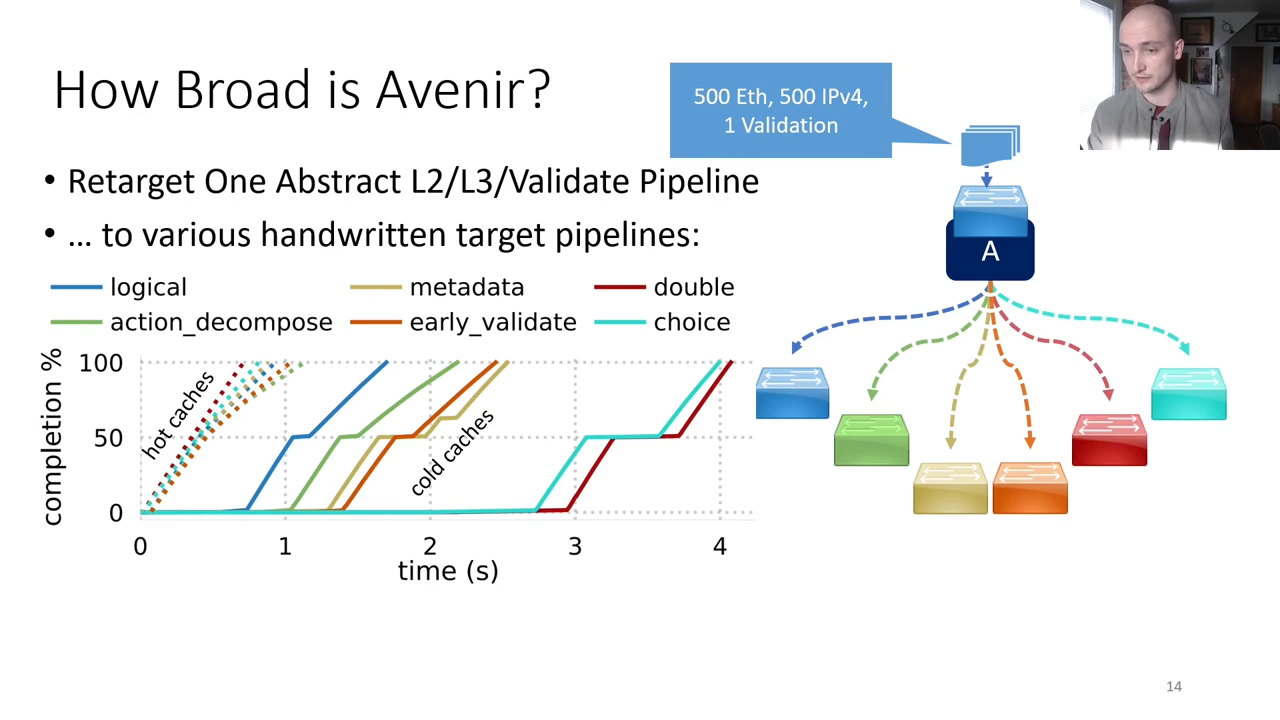 How Broad is Avenir?
500 Eth, 500 IPv4,
1 Validation
• Retarget One Abstract L2/L3/Validate Pipeline
• … to various handwritten target pipelines:
A
logical
metadata
double
action_decompose
early_validate
choice
completion %
100
50
0
hot caches
cold caches
0 1 2 3 4
time (s)
14